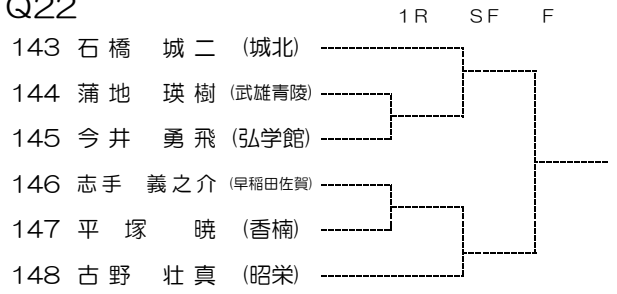 Q22
1R SF F
143 石橋 城二 (城北)
144 蒲地 瑛樹 (武雄青陵)
145 今井 勇飛 (弘学館)
146 志手 義之介 (早稲田佐賀)
147 平塚 暁 (香楠)
148 古野 壮真 (昭栄)